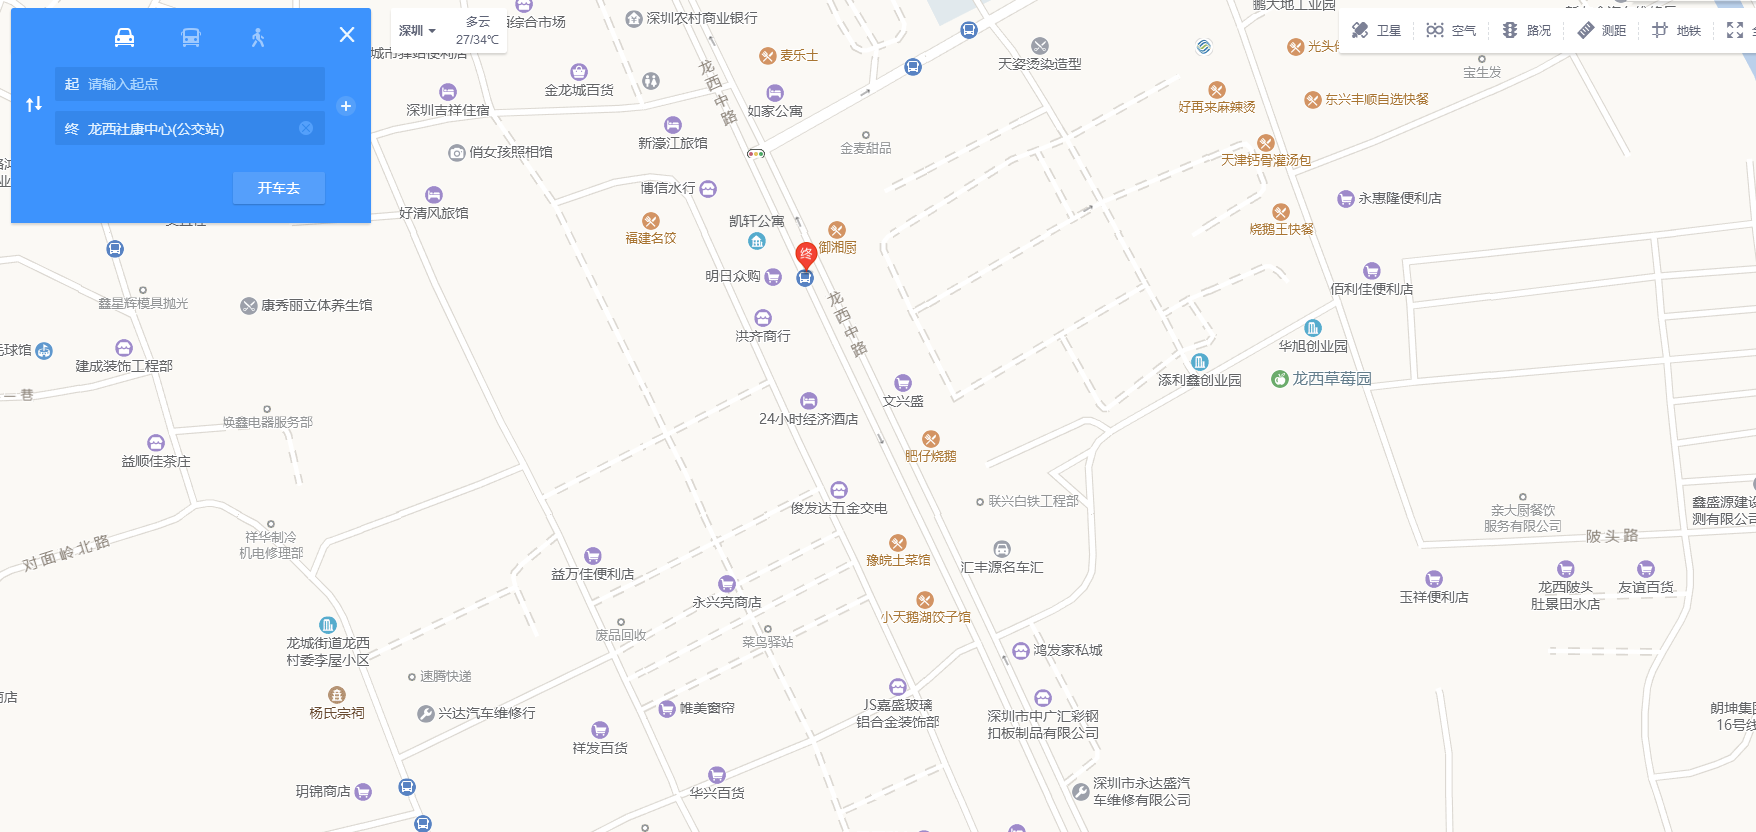 起 请输入起点
终 龙西社康中心(公交站)
开车去
深圳
多云
27/34℃
卫星
空气
路况
测距
地铁
综合市场
深圳农村商业银行
鹏大地工业园
麦乐土
天姿烫染造型
宝生发
金龙城百货
深圳吉祥住宿
如家公寓
好再来麻辣烫
东兴丰顺自选快餐
龙西中路
新濠江旅馆
金麦甜品
俏女孩照相馆
天津钙骨灌汤包
博信水行
永惠隆便利店
好清风旅馆
凯轩公寓
福建名饺
御湘厨
烧鹅王快餐
终
明日众购
佰利佳便利店
鑫星辉模具抛光
康秀丽立体养生馆
龙西中路
洪齐商行
华旭创业园
毛球馆
建成装饰工程部
添利鑫创业园
龙西草莓园
一巷
文兴盛
24小时经济酒店
焕鑫电器服务部
益顺佳茶庄
肥仔烧鹅
俊发达五金交电
联兴白铁工程部
亲大厨餐饮
服务有限公司
鑫盛源建设
测有限公司
祥华制冷
机电修理部
对面岭北路
陂头路
豫皖土菜馆
汇丰源名车汇
益万佳便利店
永兴亮商店
玉祥便利店
龙西陂头
肚景田水店
友谊百货
小天鹅湖饺子馆
废品回收
菜鸟驿站
龙城街道龙西
村委李屋小区
鸿发家私城
速腾快递
杨氏宗祠
兴达汽车维修行
帷美窗帘
JS嘉盛玻璃
铝合金装饰部
深圳市中广汇彩钢
扣板制品有限公司
朗坤集团
16号线
祥发百货
玥锦商店
华兴百货
深圳市永达盛汽
车维修有限公司